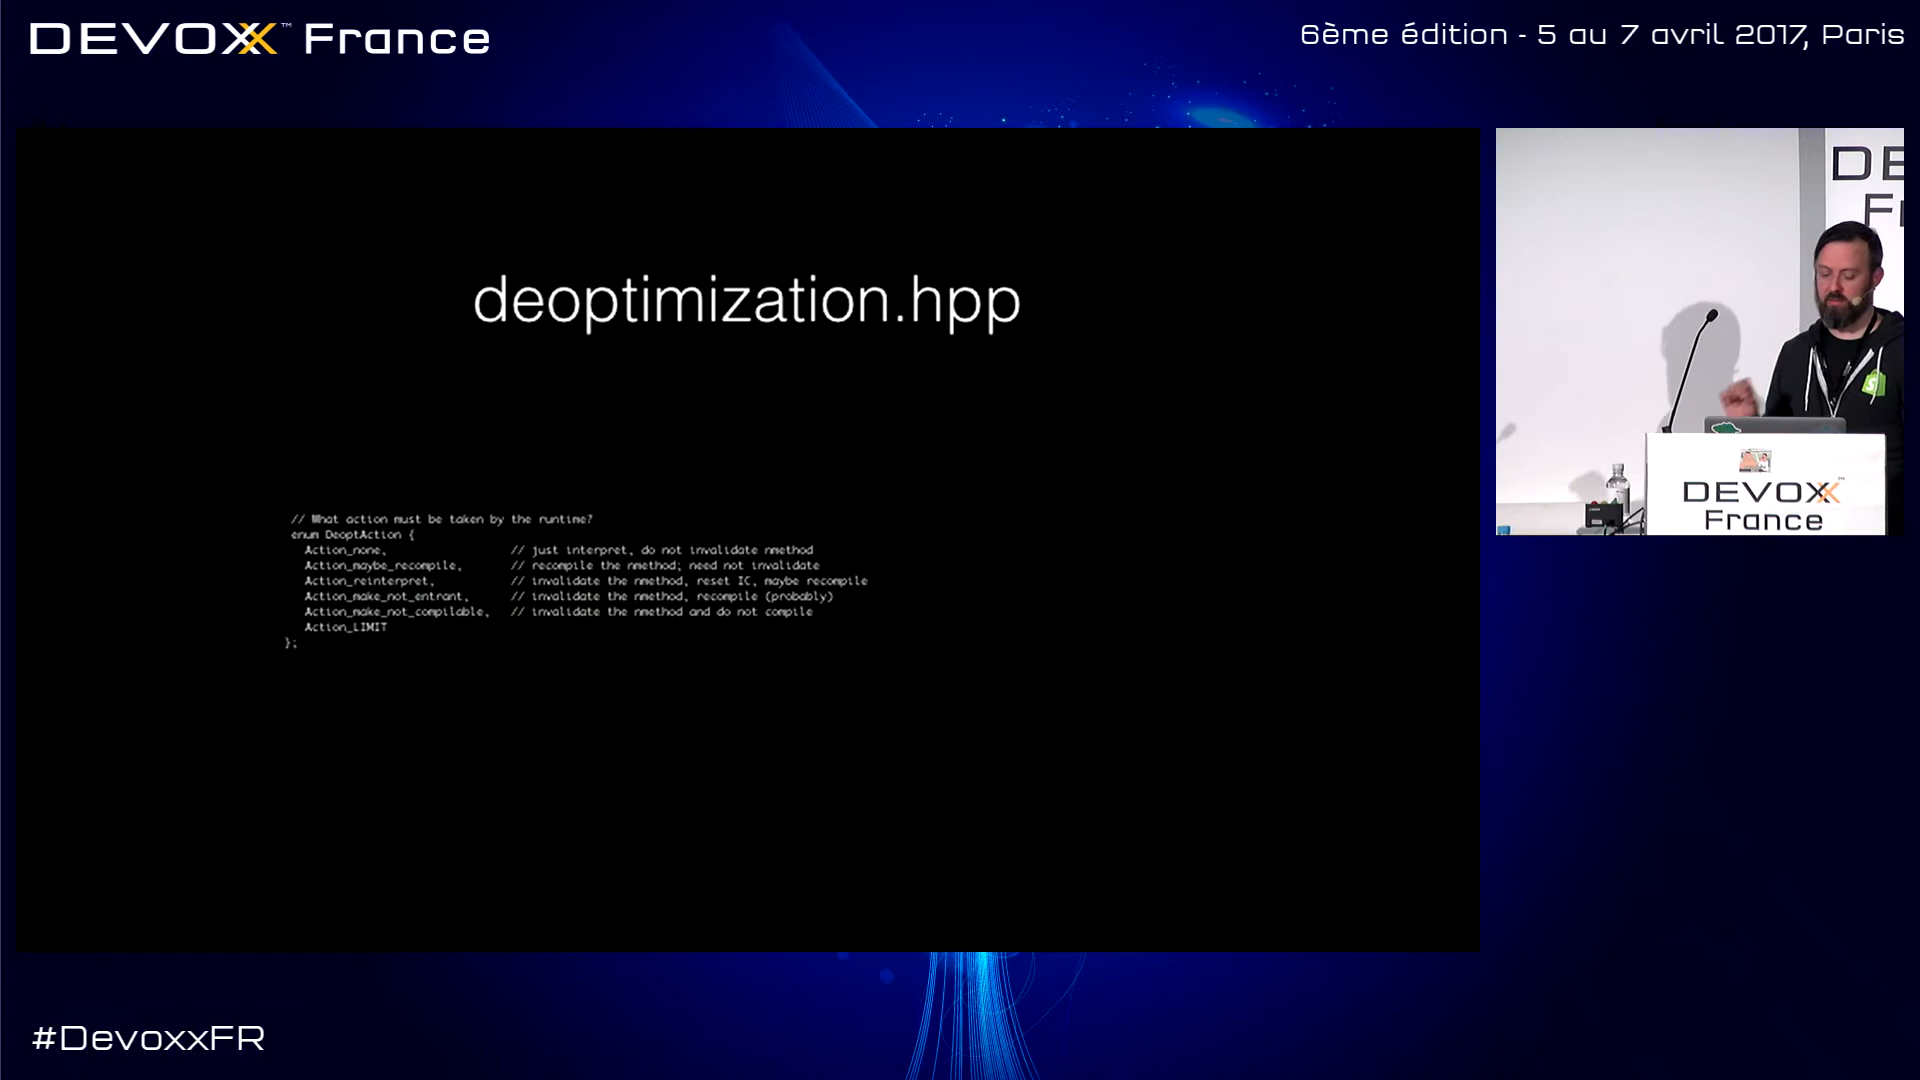 DEVOXX™ France
6ème édition - 5 au 7 avril 2017, Paris
deoptimization.hpp
// What action must be taken by the runtime?
enum DeoptAction {
Action_none, // just interpret, do not invalidate nmethod
Action_maybe_recompile, // recompile the nmethod; need not invalidate
Action_reinterpret, // invalidate the nmethod, reset IC, maybe recompile
Action_make_not_entrant, // invalidate the nmethod, recompile (probably)
Action_make_not_compilable, // invalidate the nmethod and do not compile
Action_LIMIT
};
DE
F
DEVOXX™
France
#DevoxxFR